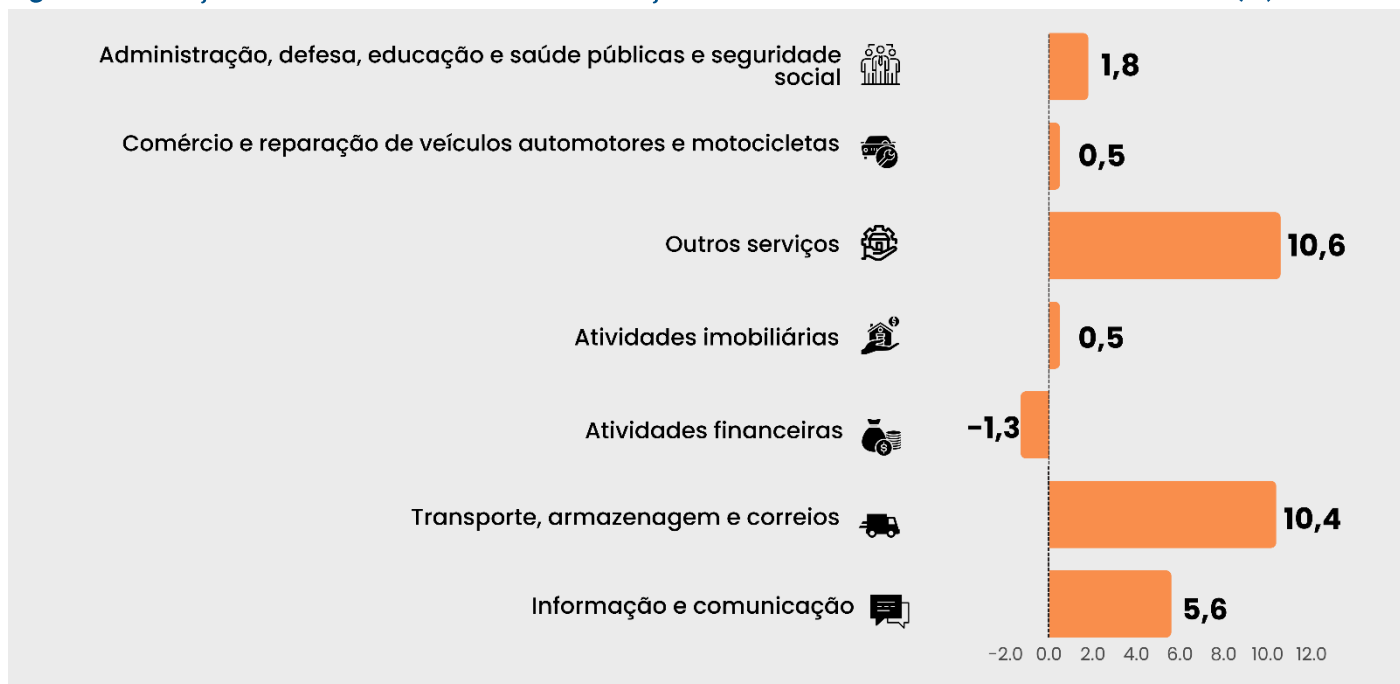 Administração, defesa, educação e saúde públicas e seguridade
social
1,8
Comércio e reparação de veículos automotores e motocicletas
0,5
Outros serviços
10,6
Atividades imobiliárias
0,5
Atividades financeiras
-1,3
Transporte, armazenagem e correios
10,4
Informação e comunicação
5,6
-2.0 0.0 2.0 4.0 6.0 8.0 10.0 12.0